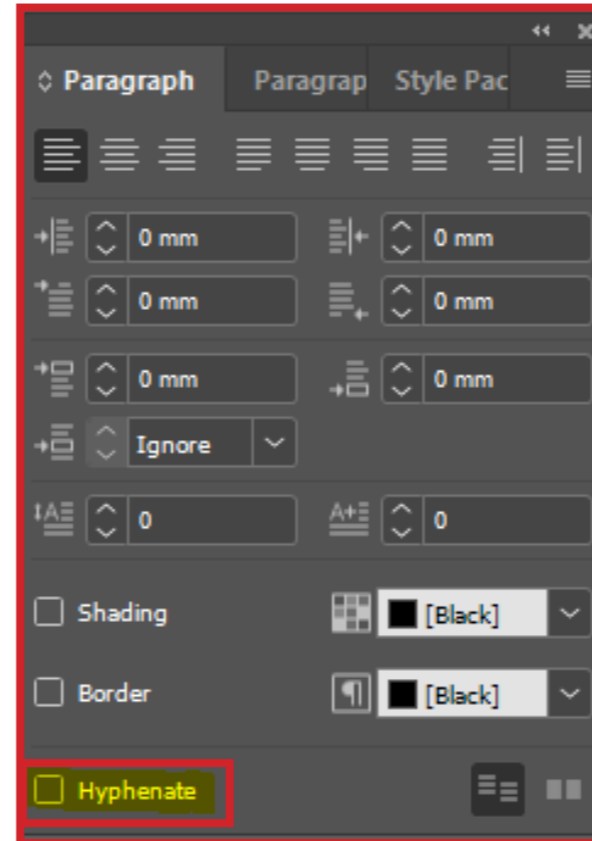 Paragraph Paragrap Style Pac
0 mm 0 mm
0 mm 0 mm
0 mm 0 mm
Ignore
0 0
Shading [Black]
Border [Black]
Hyphenate